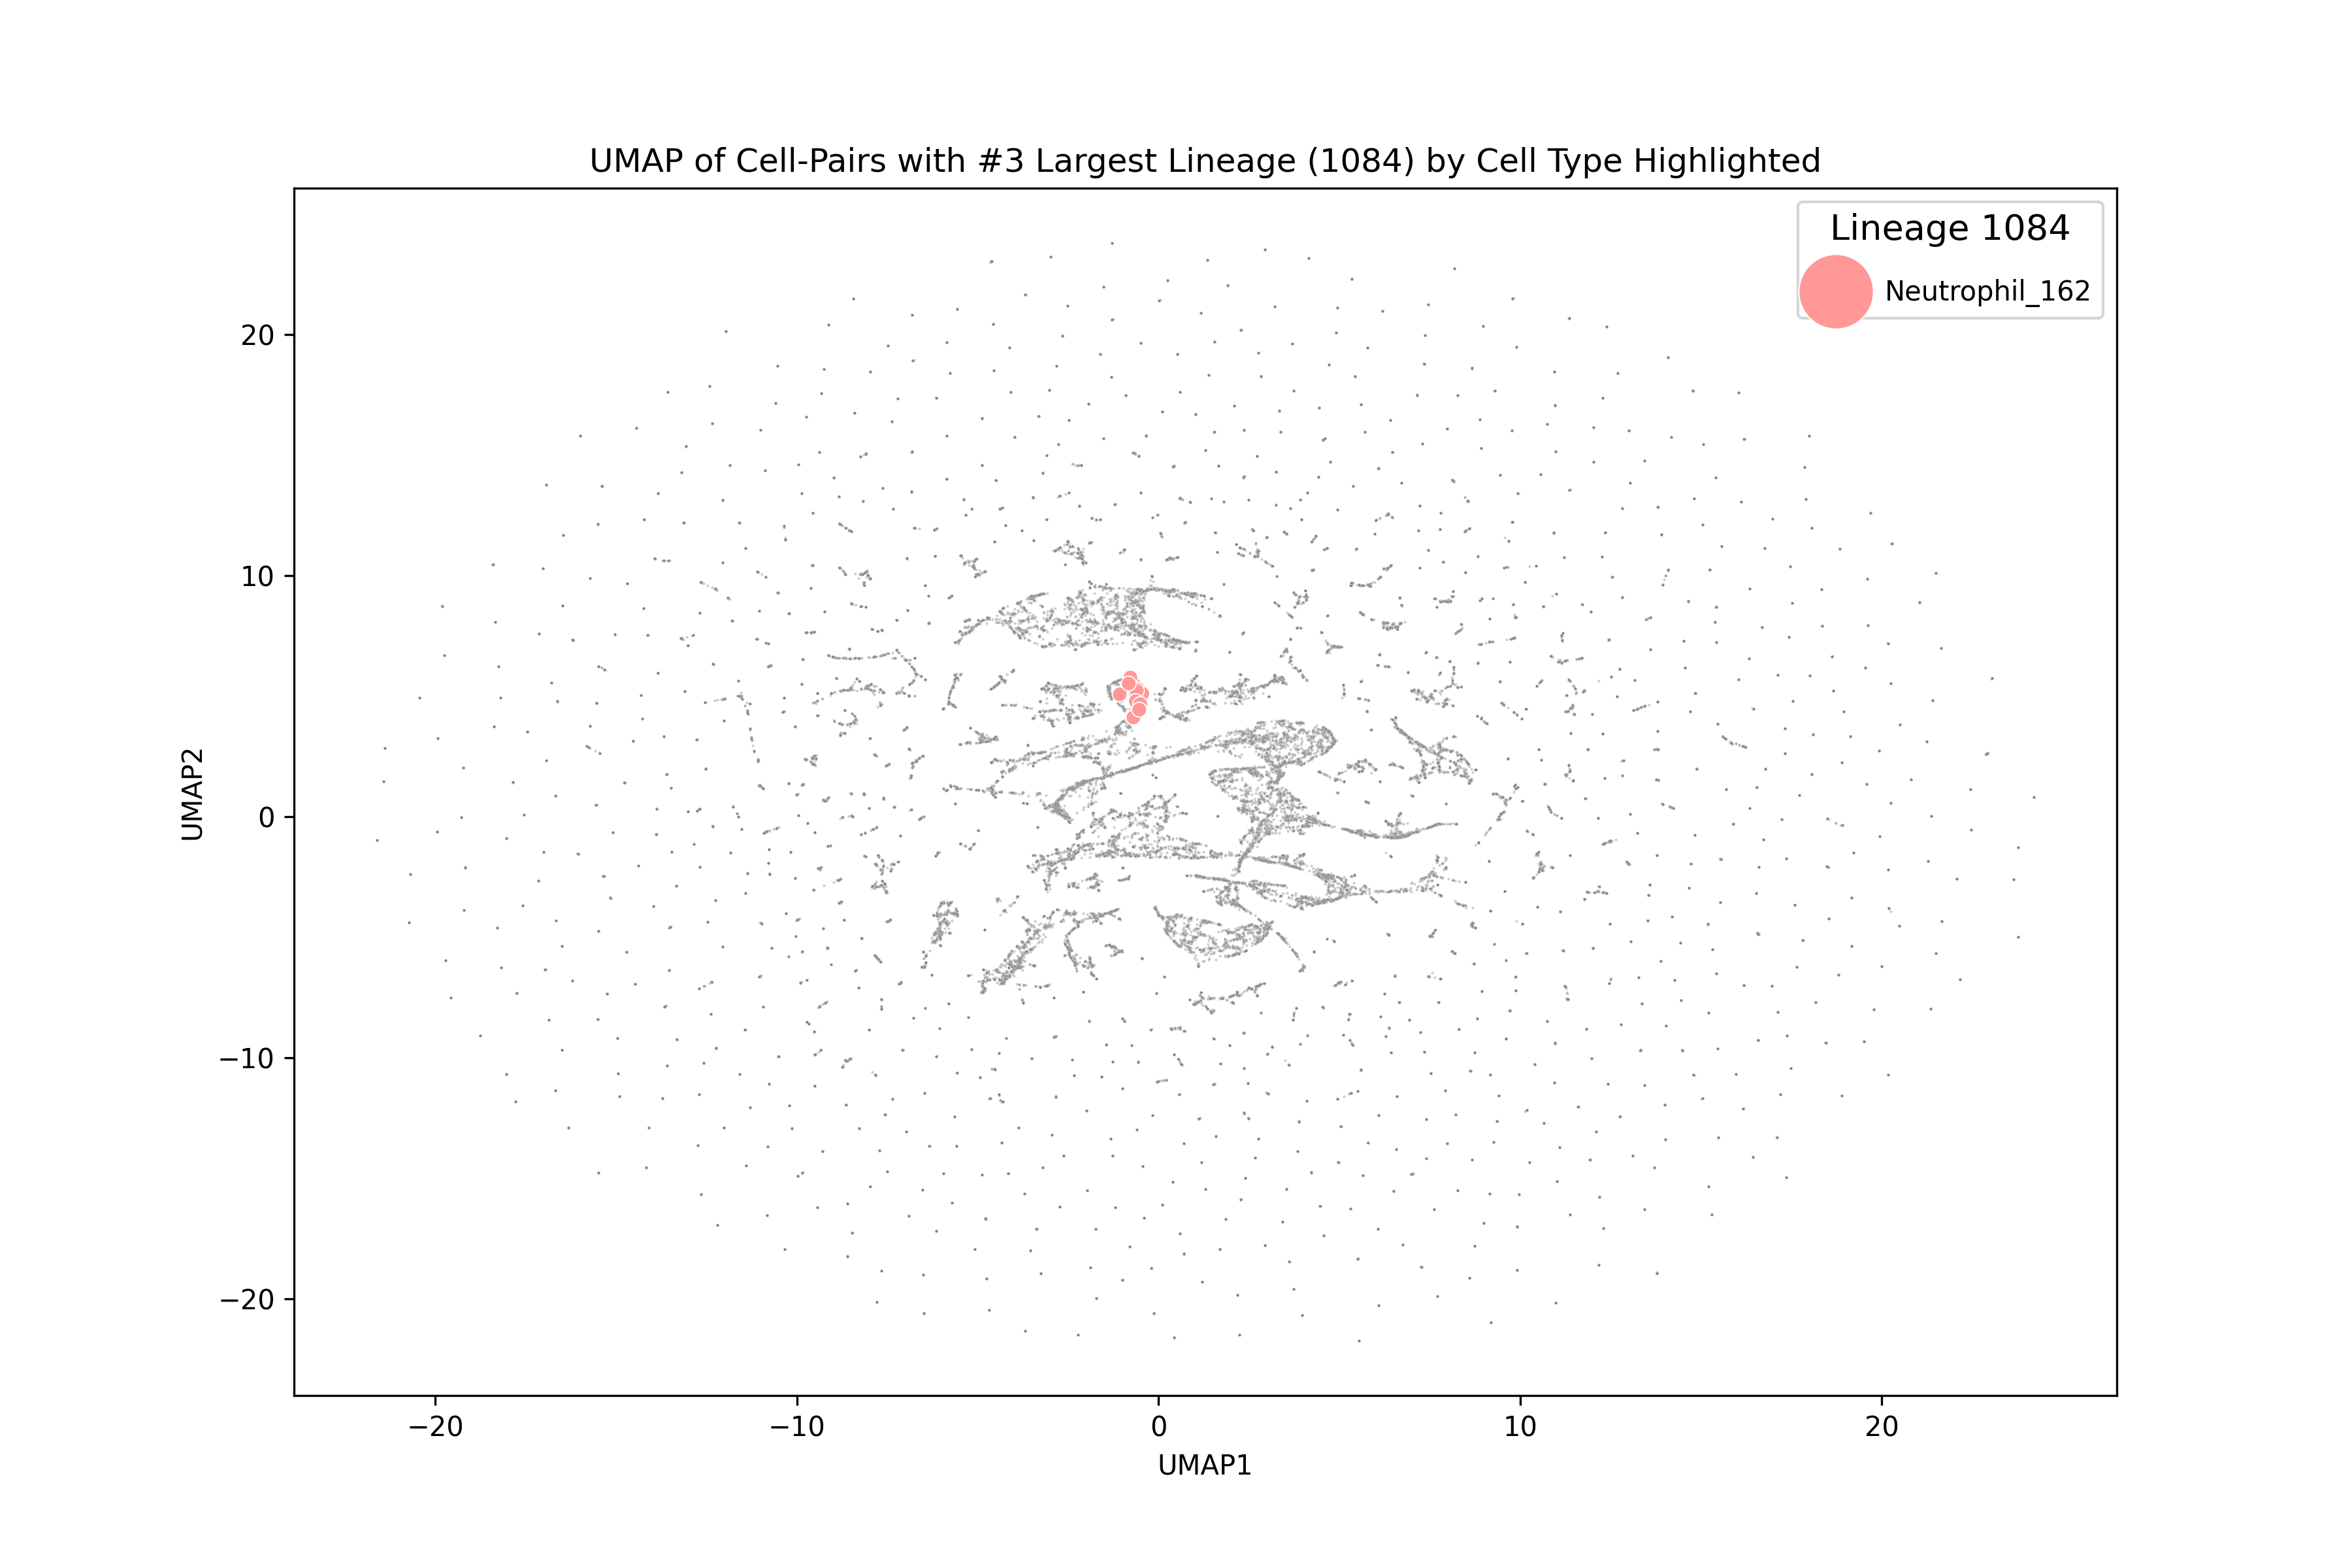 UMAP of Cell-Pairs with #3 Largest Lineage (1084) by Cell Type Highlighted
Lineage 1084
Neutrophil_162
20
10
0
−10
−20
UMAP2
−20
−10
0
10
20
UMAP1